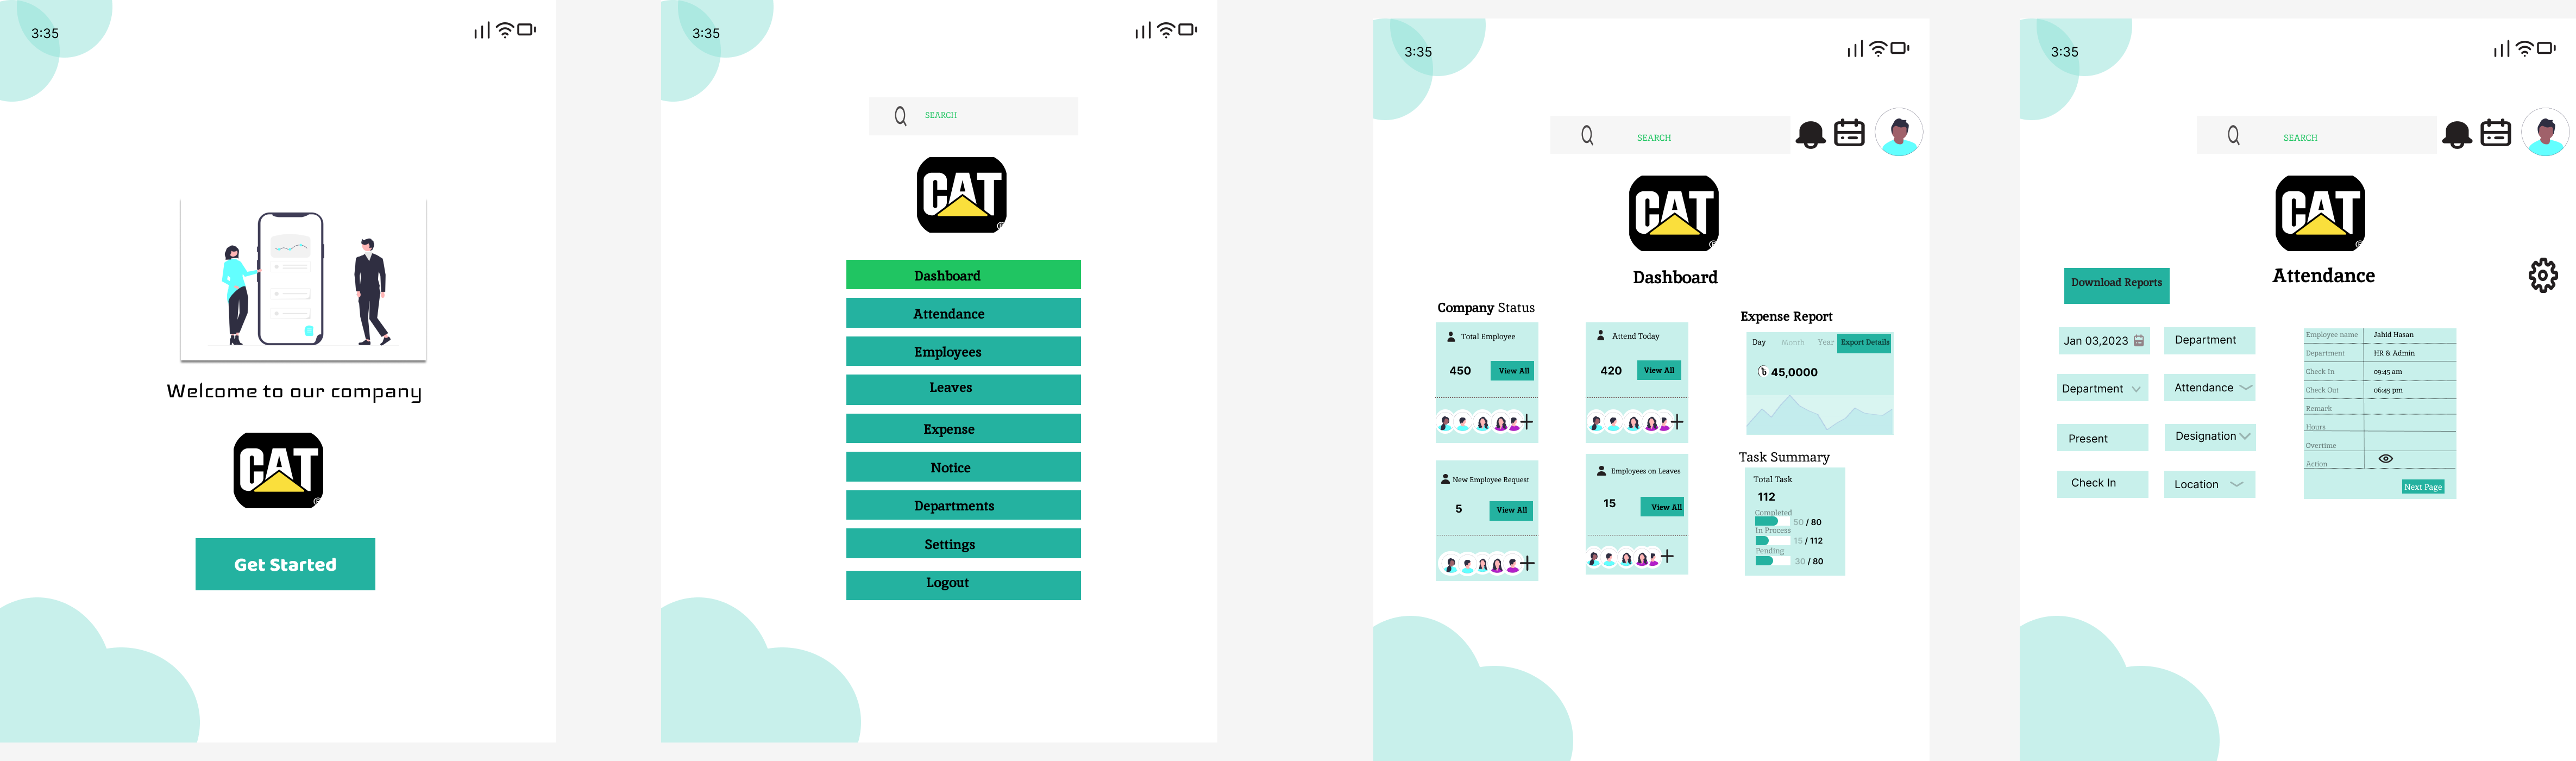 3:35
Welcome to our company
CAT
®
Get Started
3:35
SEARCH
CAT
®
Dashboard
Attendance
Employees
Leaves
Expense
Notice
Departments
Settings
Logout
3:35
SEARCH
CAT
®
Dashboard
Company Status
Total Employee
450
View All
Attend Today
420
View All
New Employee Request
5
View All
Employees on Leaves
15
View All
Expense Report
Day Month Year Export Details
45,0000
Task Summary
Total Task
112
Completed
50 / 80
In Process
15 / 112
Pending
30 / 80
3:35
SEARCH
CAT
®
Attendance
Download Reports
Jan 03,2023
Department
Department
Attendance
Present
Designation
Check In
Location
Employee name Jahid Hasan
Department HR & Admin
Check In 09:45 am
Check Out 06:45 pm
Remark
Hours
Overtime
Action
Next Page